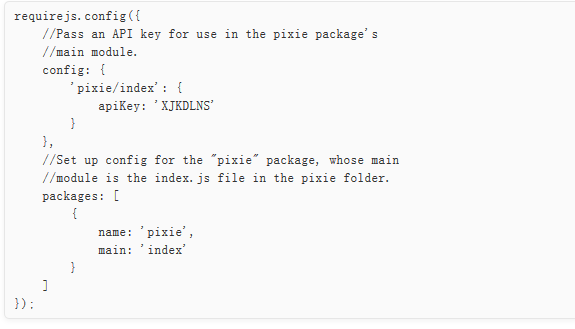 requirejs.config({
    //Pass an API key for use in the pixie package's
    //main module.
    config: {
        'pixie/index': {
            apiKey: 'XJKDLNS'
        }
    },
    //Set up config for the "pixie" package, whose main
    //module is the index.js file in the pixie folder.
    packages: [
        {
            name: 'pixie',
            main: 'index'
        }
    ]
});